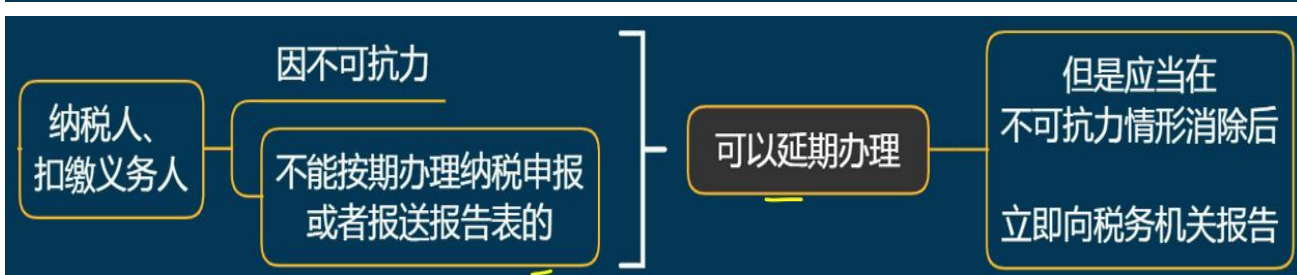 纳税人、
扣缴义务人
因不可抗力
不能按期办理纳税申报
或者报送报告表的
可以延期办理
但是应当在
不可抗力情形消除后
立即向税务机关报告